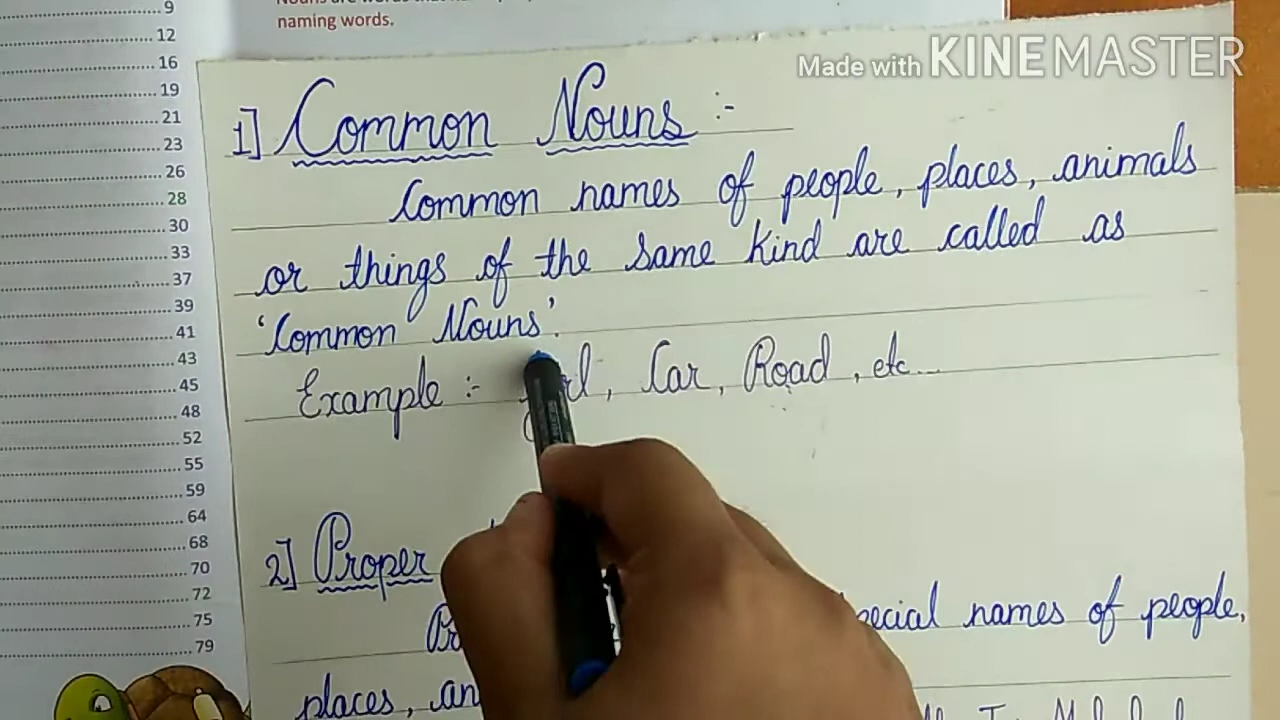 9
12
16
19
21
23
26
28
30
33
37
39
41
43
45
48
52
55
59
64
68
70
72
75
79
naming words.
Made with KINEMASTER
1] Common Nouns :-
Common names of people, places, animals
or things of the same kind are called as
'Common Nouns'.
Example :- , Car, Road, etc...
2] Proper
special names of people,
places,